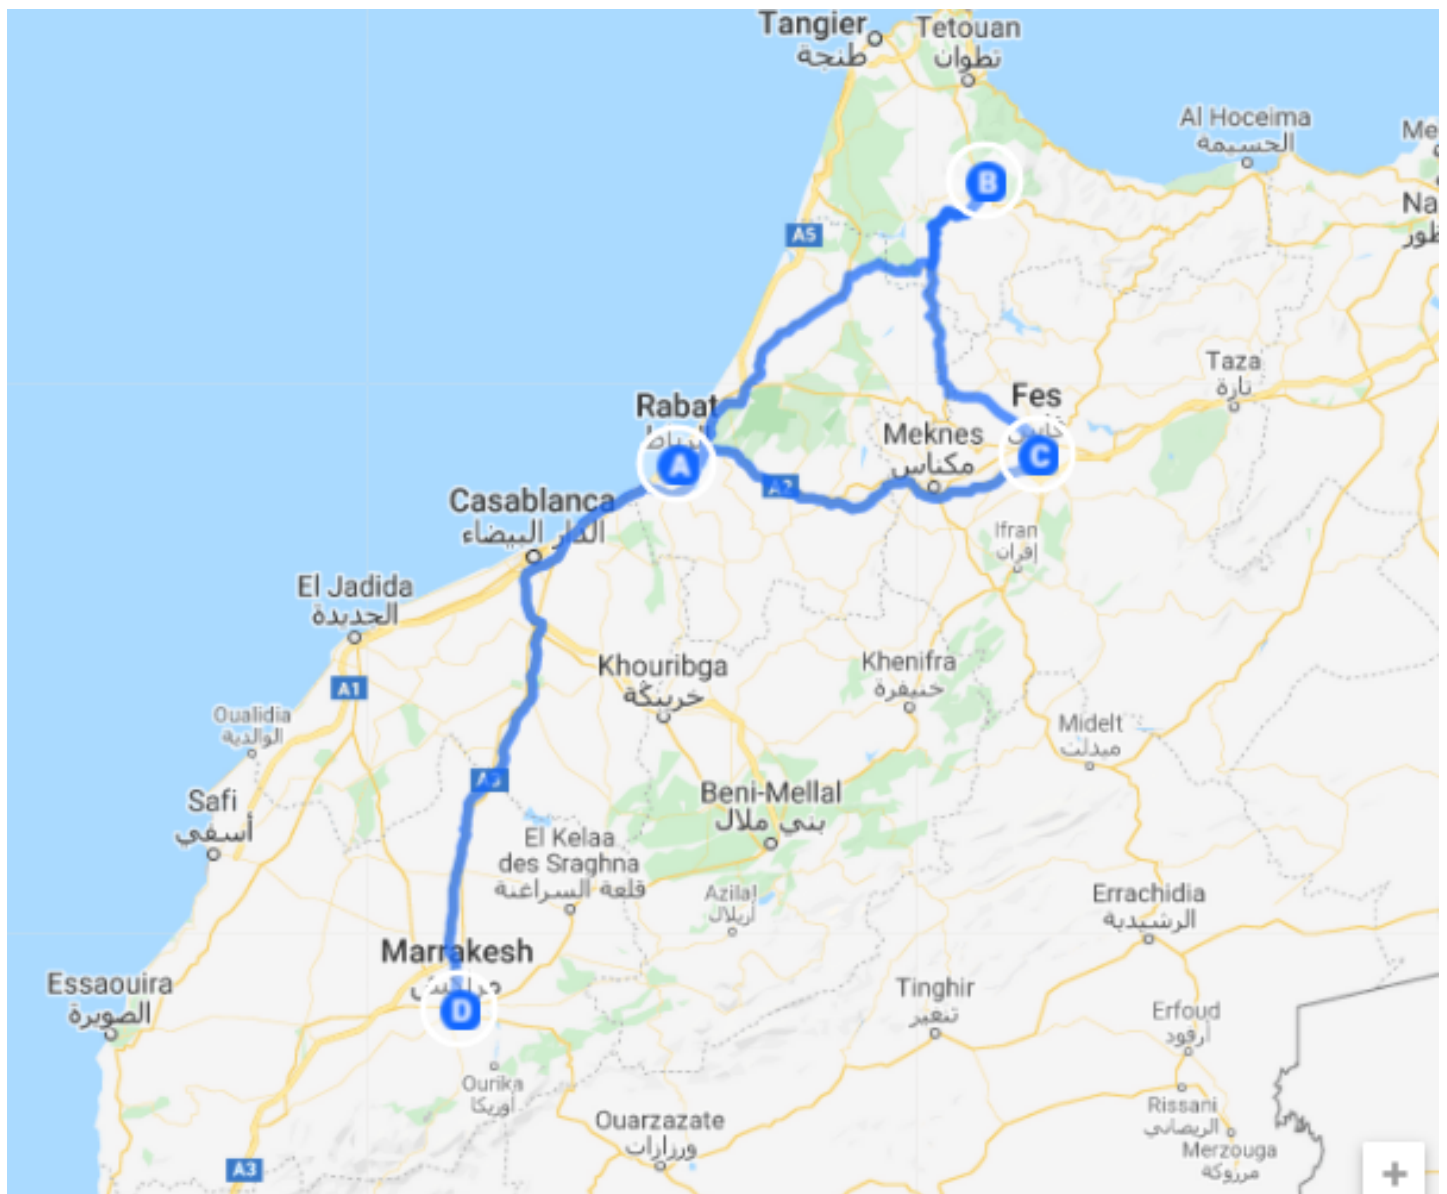 Tangier
طنجة
Tetouan
تطوان
B
Al Hoceima
الحسيمة
Me
Na
A5
Taza
تازة
Fes
C
Meknes
مكناس
Rabat
A
A2
Casablanca
الدار البيضاء
Ifran
إفران
El Jadida
الجديدة
A1
Khouribga
خريبڭة
Khenifra
خنيفرة
Oualidia
الوالدية
Midelt
ميدلت
Safi
أسفي
Beni-Mellal
بني ملال
El Kelaa
des Sraghna
قلعة السراغنة
Azilal
أزيلال
Errachidia
الرشيدية
Marrakesh
D
Essaouira
الصويرة
Tinghir
تنغير
Erfoud
أرفود
Ourika
أوريكا
Rissani
الريصاني
Merzouga
مرزوكة
Ouarzazate
ورزازات
A3
+